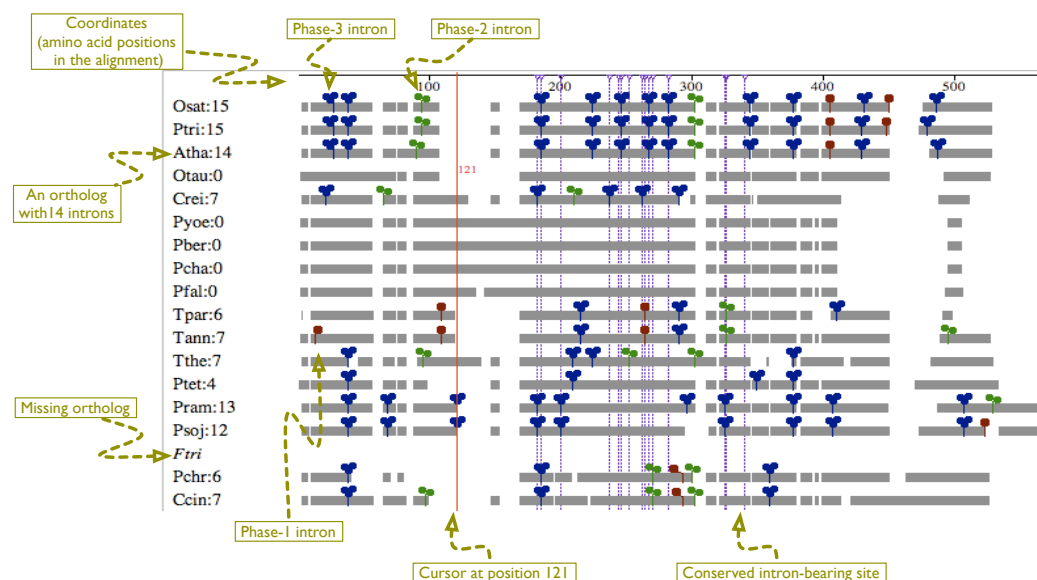 Coordinates
(amino acid positions
in the alignment)
Phase-3 intron
Phase-2 intron
100
200
300
400
500
Osat:15
Ptri:15
Atha:14
121
An ortholog
with14 introns
Otau:0
Crei:7
Pyoe:0
Pber:0
Pcha:0
Pfal:0
Tpar:6
Tann:7
Tthe:7
Ptet:4
Missing ortholog
Pram:13
Psoj:12
Ftri
Pchr:6
Ccin:7
Phase-1 intron
Cursor at position 121
Conserved intron-bearing site